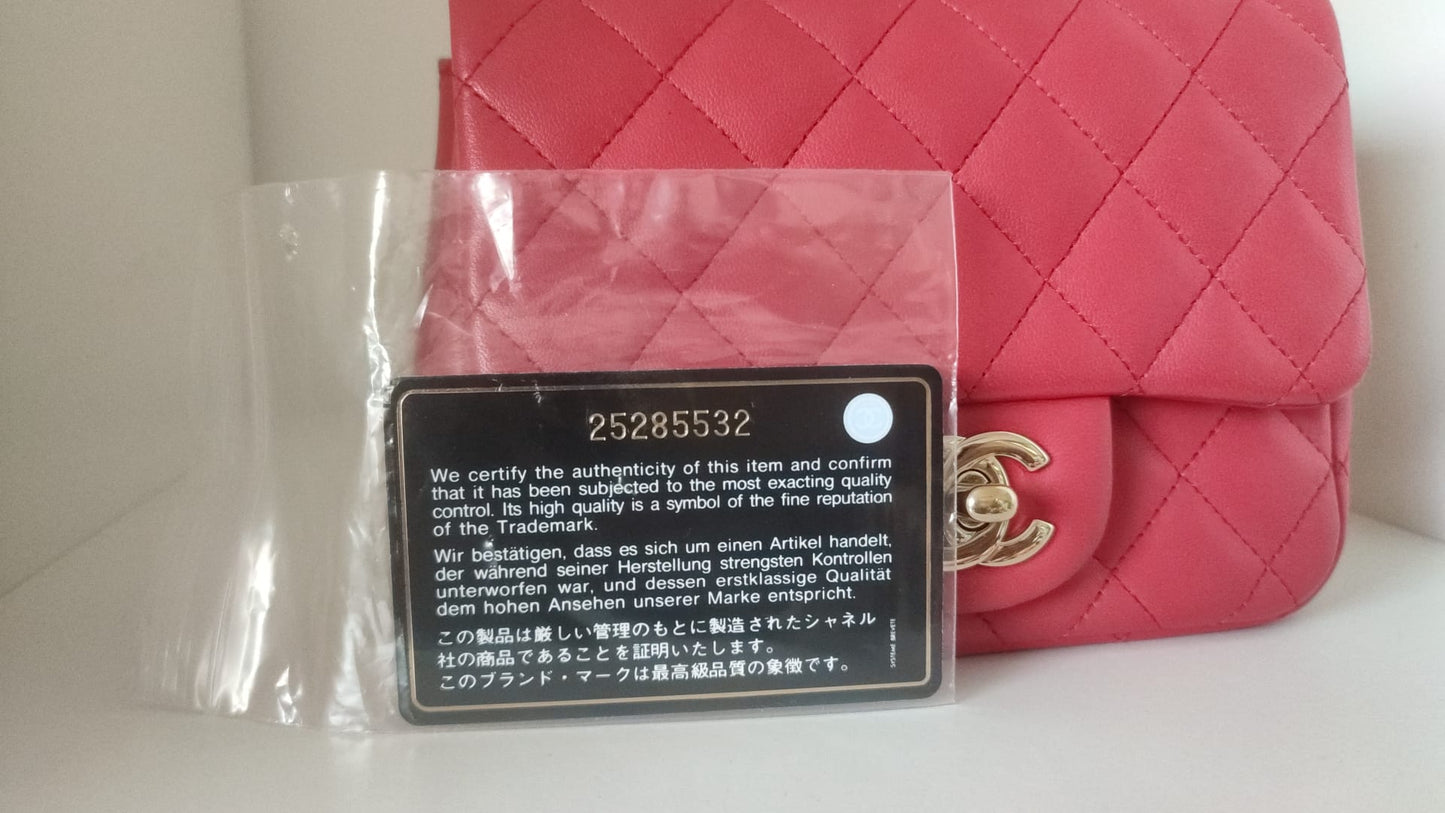 25285532
We certify the authenticity of this item and confirm
that it has been subjected to the most exacting quality
control. Its high quality is a symbol of the fine reputation
of the Trademark.
Wir bestätigen, dass es sich um einen Artikel handelt,
der während seiner Herstellung strengsten Kontrollen
unterworfen war, und dessen erstklassige Qualität
dem hohen Ansehen unserer Marke entspricht.
この製品は厳しい管理のもとに製造されたシャネル
社の商品であることを証明いたします。
このブランド・マークは最高級品質の象徴です。